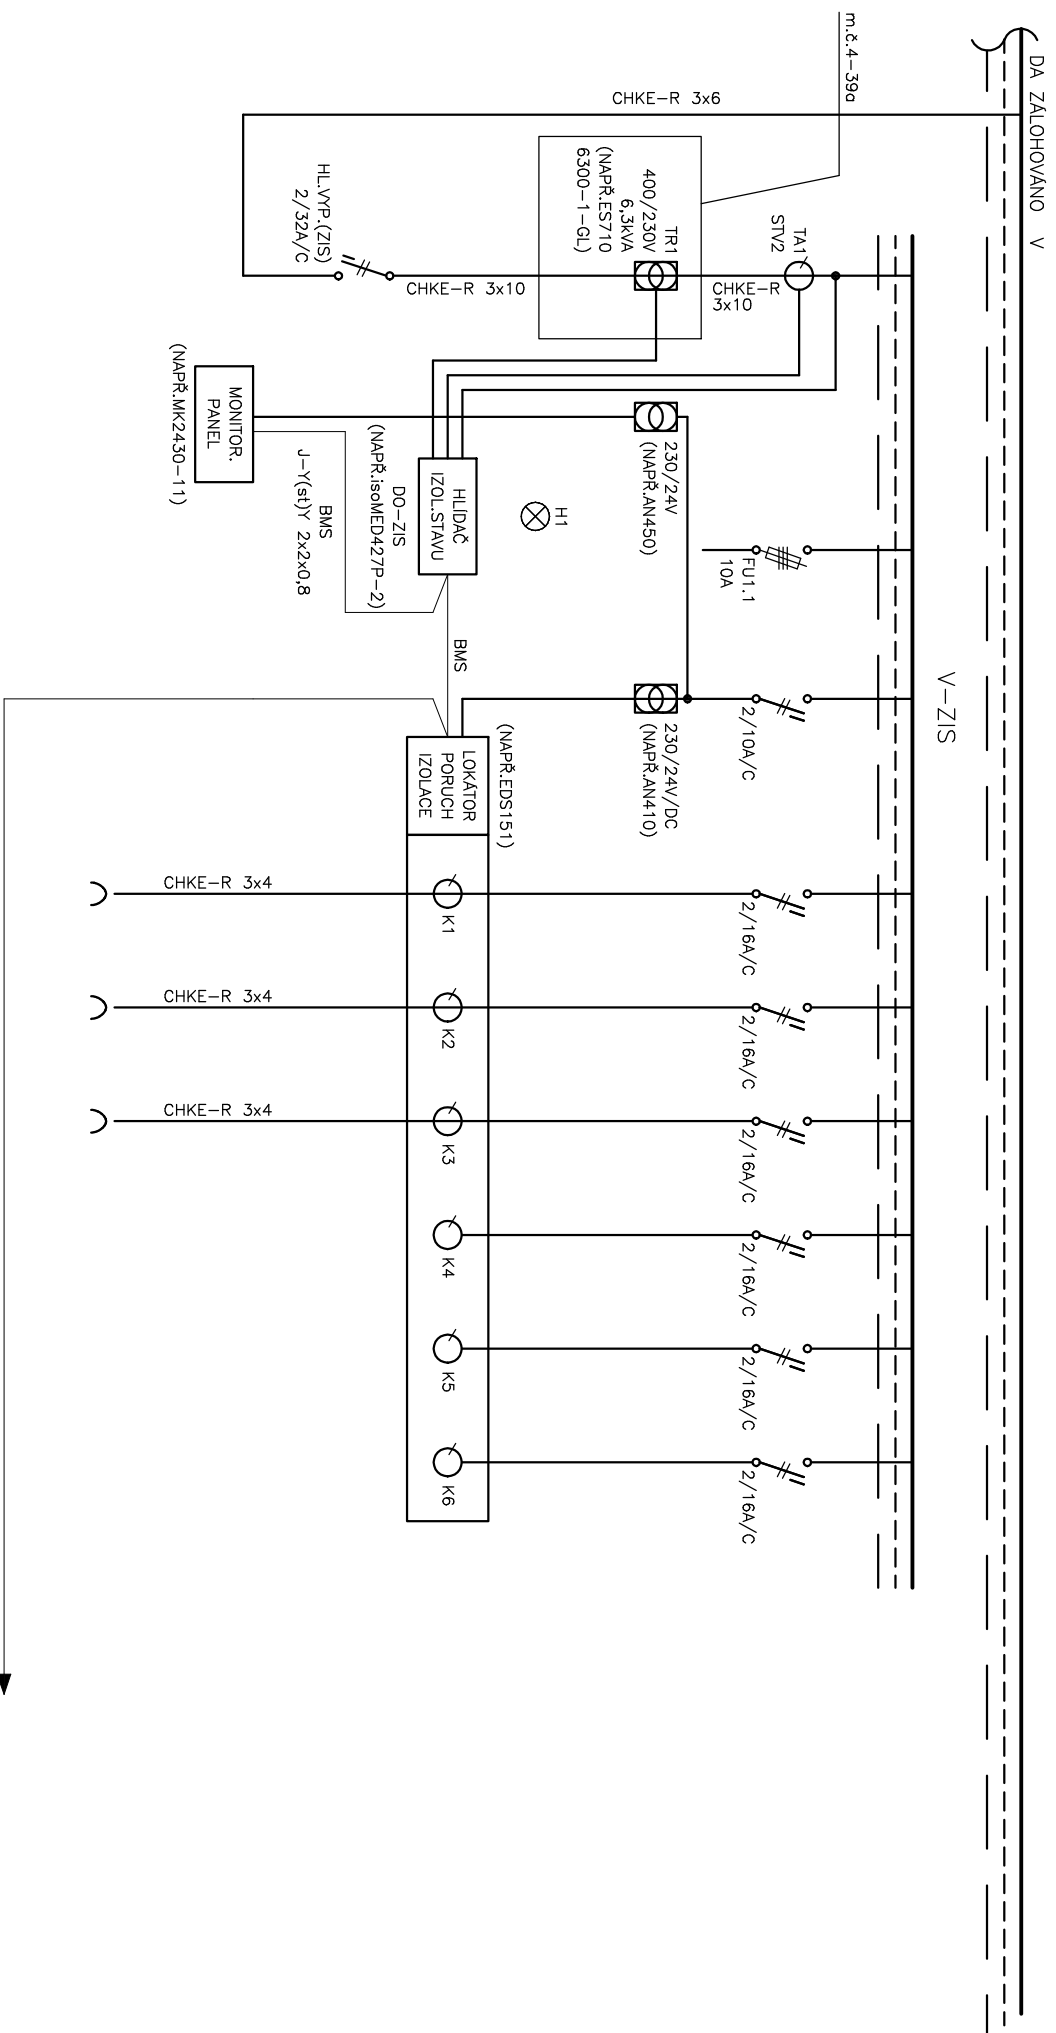 DA ZÁLOHOVÁNO V
V-ZIS
m.č.4-39a
CHKE-R 3x6
HL.VYP.(ZIS)
2/32A/C
CHKE-R 3x10
TR1
400/230V
6,3kVA
(NAPŘ.ES710
6300-1-GL)
CHKE-R
3x10
TA1
STV2
MONITOR.
PANEL
(NAPŘ.MK2430-11)
230/24V
(NAPŘ.AN450)
HLÍDAČ
IZOL.STAVU
DO-ZIS
(NAPŘ.isoMED427P-2)
BMS
J-Y(st)Y 2x2x0,8
H1
FU1.1
10A
BMS
2/10A/C
230/24V/DC
(NAPŘ.AN410)
(NAPŘ.EDS151)
LOKÁTOR
PORUCH
IZOLACE
2/16A/C
K1
CHKE-R 3x4
2/16A/C
K2
CHKE-R 3x4
2/16A/C
K3
CHKE-R 3x4
2/16A/C
K4
2/16A/C
K5
2/16A/C
K6